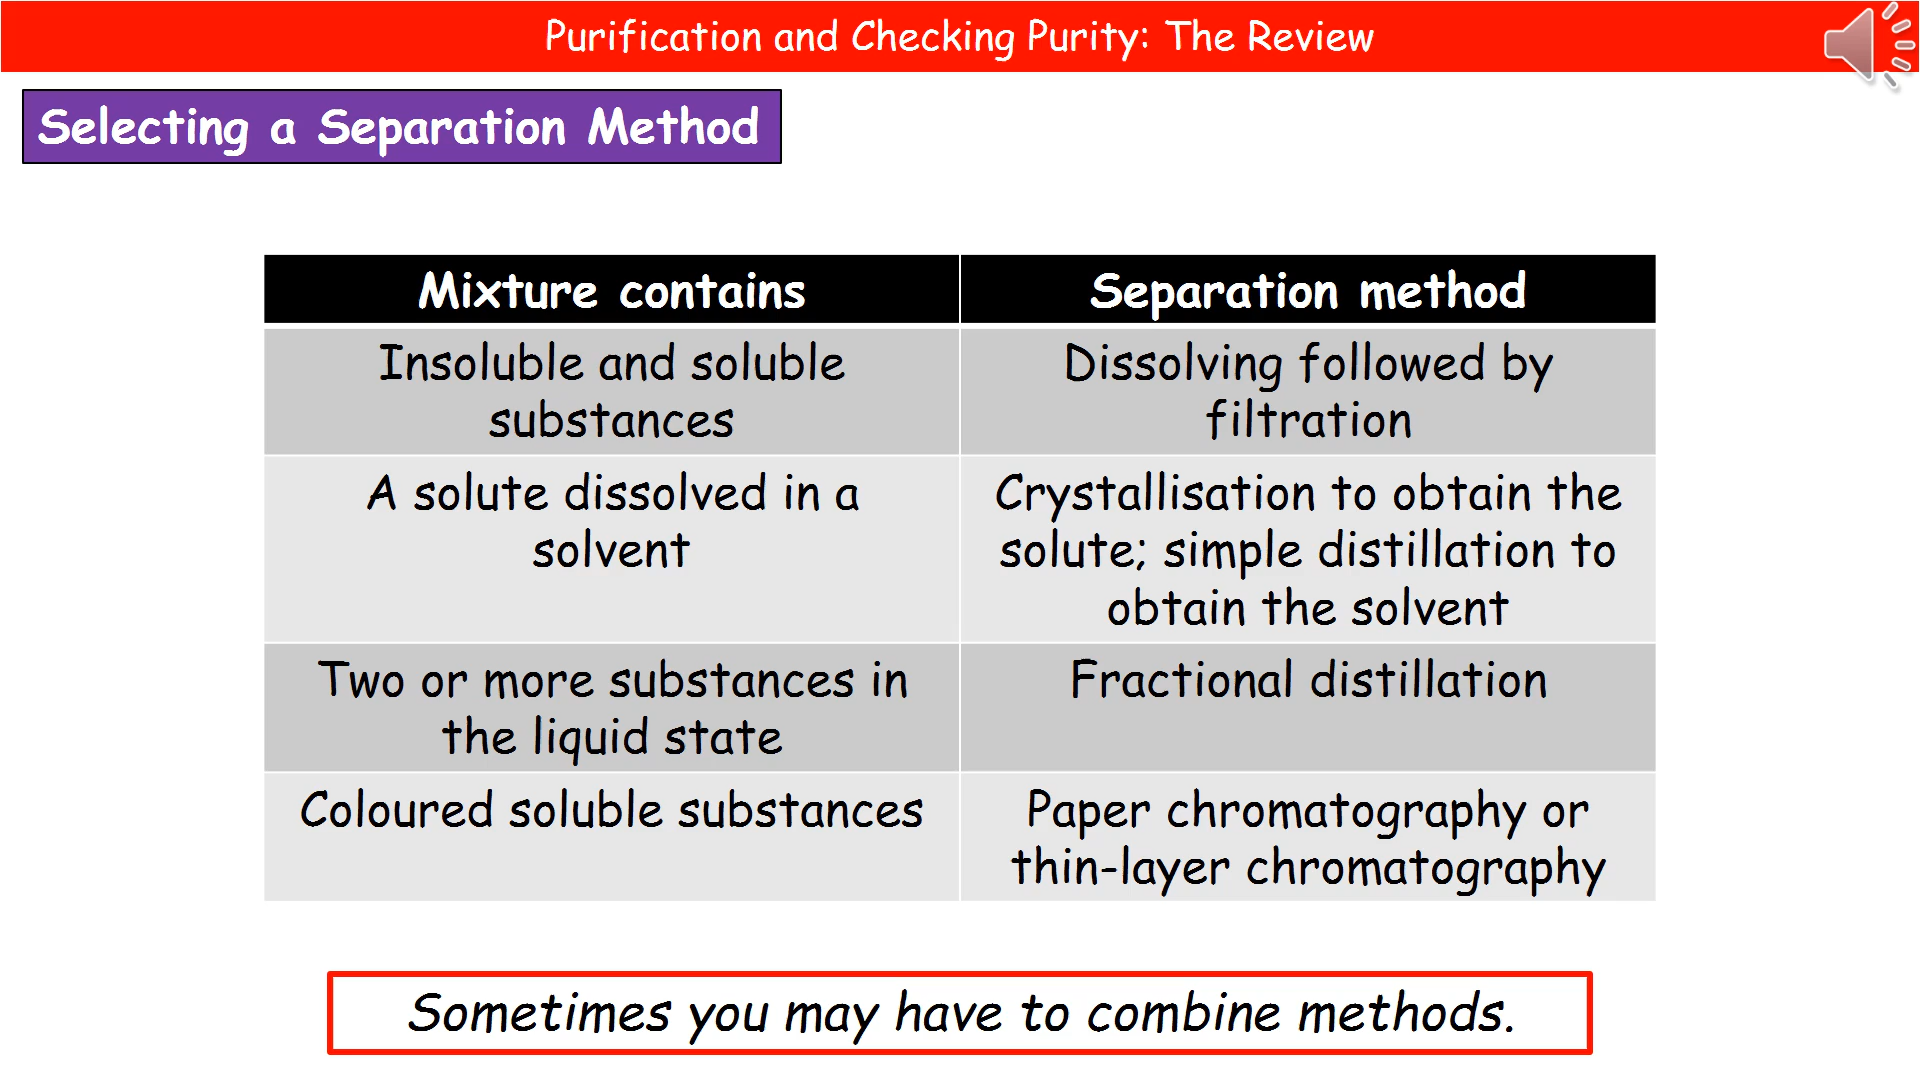 Purification and Checking Purity: The Review
Selecting a Separation Method
Mixture contains
Separation method
Insoluble and soluble
substances
Dissolving followed by
filtration
A solute dissolved in a
solvent
Crystallisation to obtain the
solute; simple distillation to
obtain the solvent
Two or more substances in
the liquid state
Fractional distillation
Coloured soluble substances
Paper chromatography or
thin-layer chromatography
Sometimes you may have to combine methods.